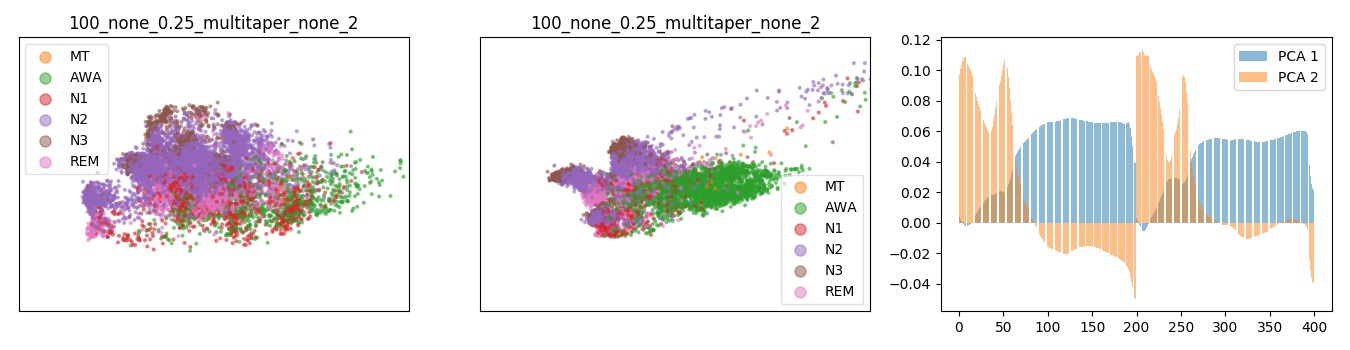 100_none_0.25_multitaper_none_2
MT
AWA
N1
N2
N3
REM
100_none_0.25_multitaper_none_2
MT
AWA
N1
N2
N3
REM
PCA 1
PCA 2
0.12
0.10
0.08
0.06
0.04
0.02
0.00
−0.02
−0.04
0 50 100 150 200 250 300 350 400